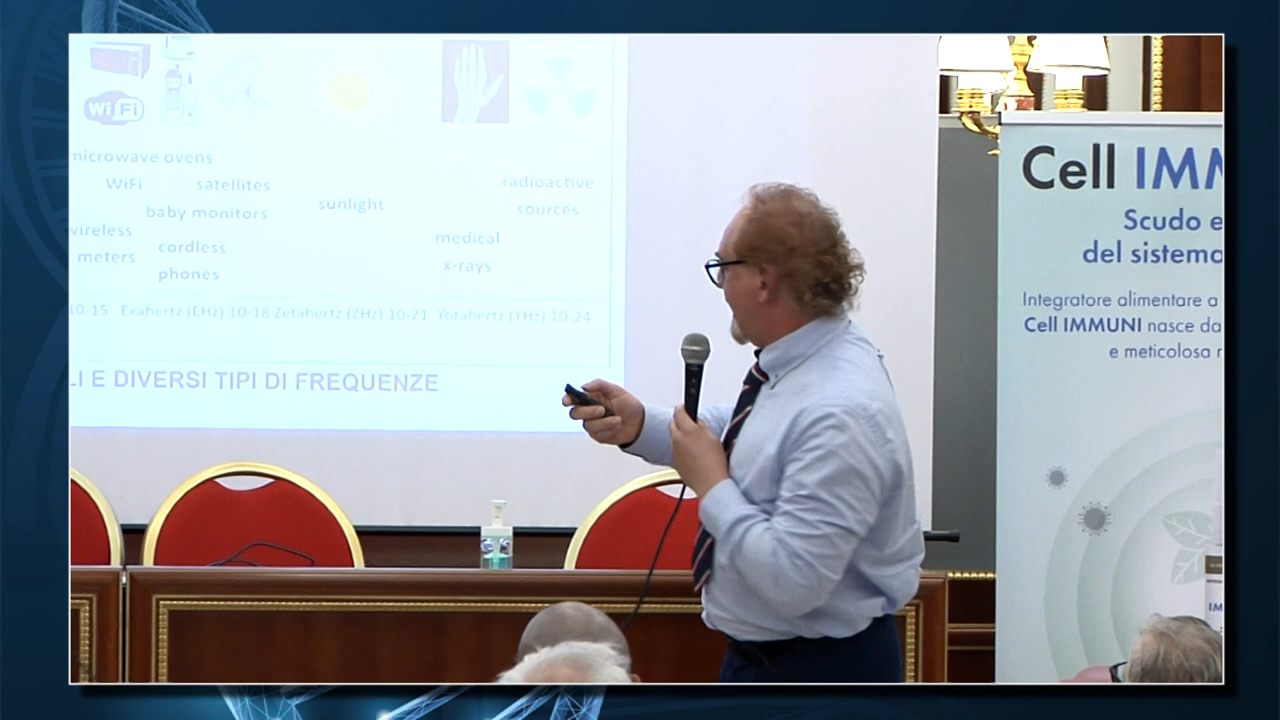 WiFi
microwave ovens
WiFi satellites radioactive
baby monitors sunlight sources
wireless cordless medical
meters phones x-rays
10-15 Exahertz (EHz) 10-18 Zetahertz (ZHz) 10-21 Yotahertz (YHz) 10-24
LI E DIVERSI TIPI DI FREQUENZE
Cell IMM
Scudo e
del sistema
Integratore alimentare a
Cell IMMUNI nasce da
e meticolosa r
IM